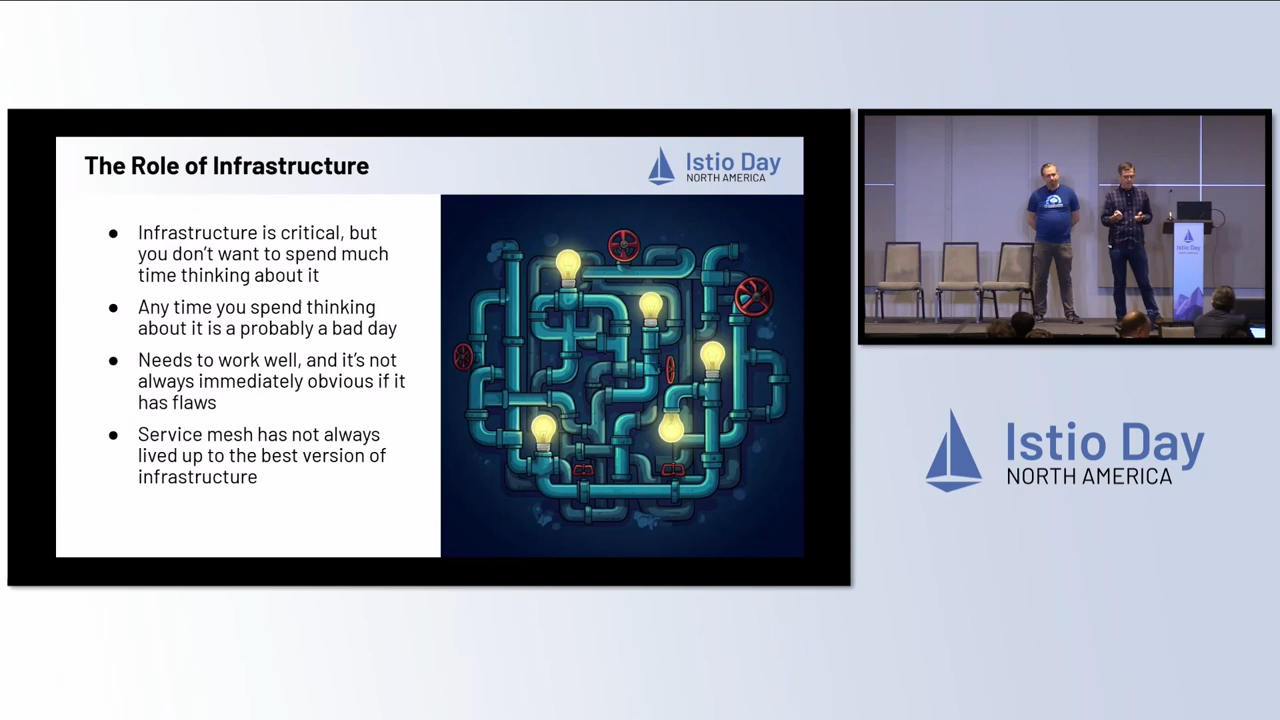 The Role of Infrastructure
Istio Day
NORTH AMERICA
● Infrastructure is critical, but
you don’t want to spend much
time thinking about it
● Any time you spend thinking
about it is a probably a bad day
● Needs to work well, and it’s not
always immediately obvious if it
has flaws
● Service mesh has not always
lived up to the best version of
infrastructure
Istio Day
Istio Day
NORTH AMERICA